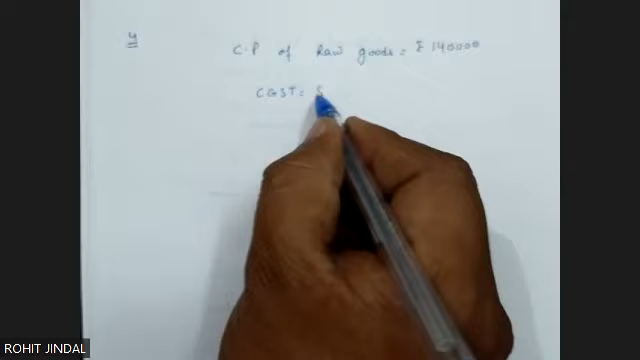 4
C.P of Raw goods = ₹ 140000
CGST =
ROHIT JINDAL